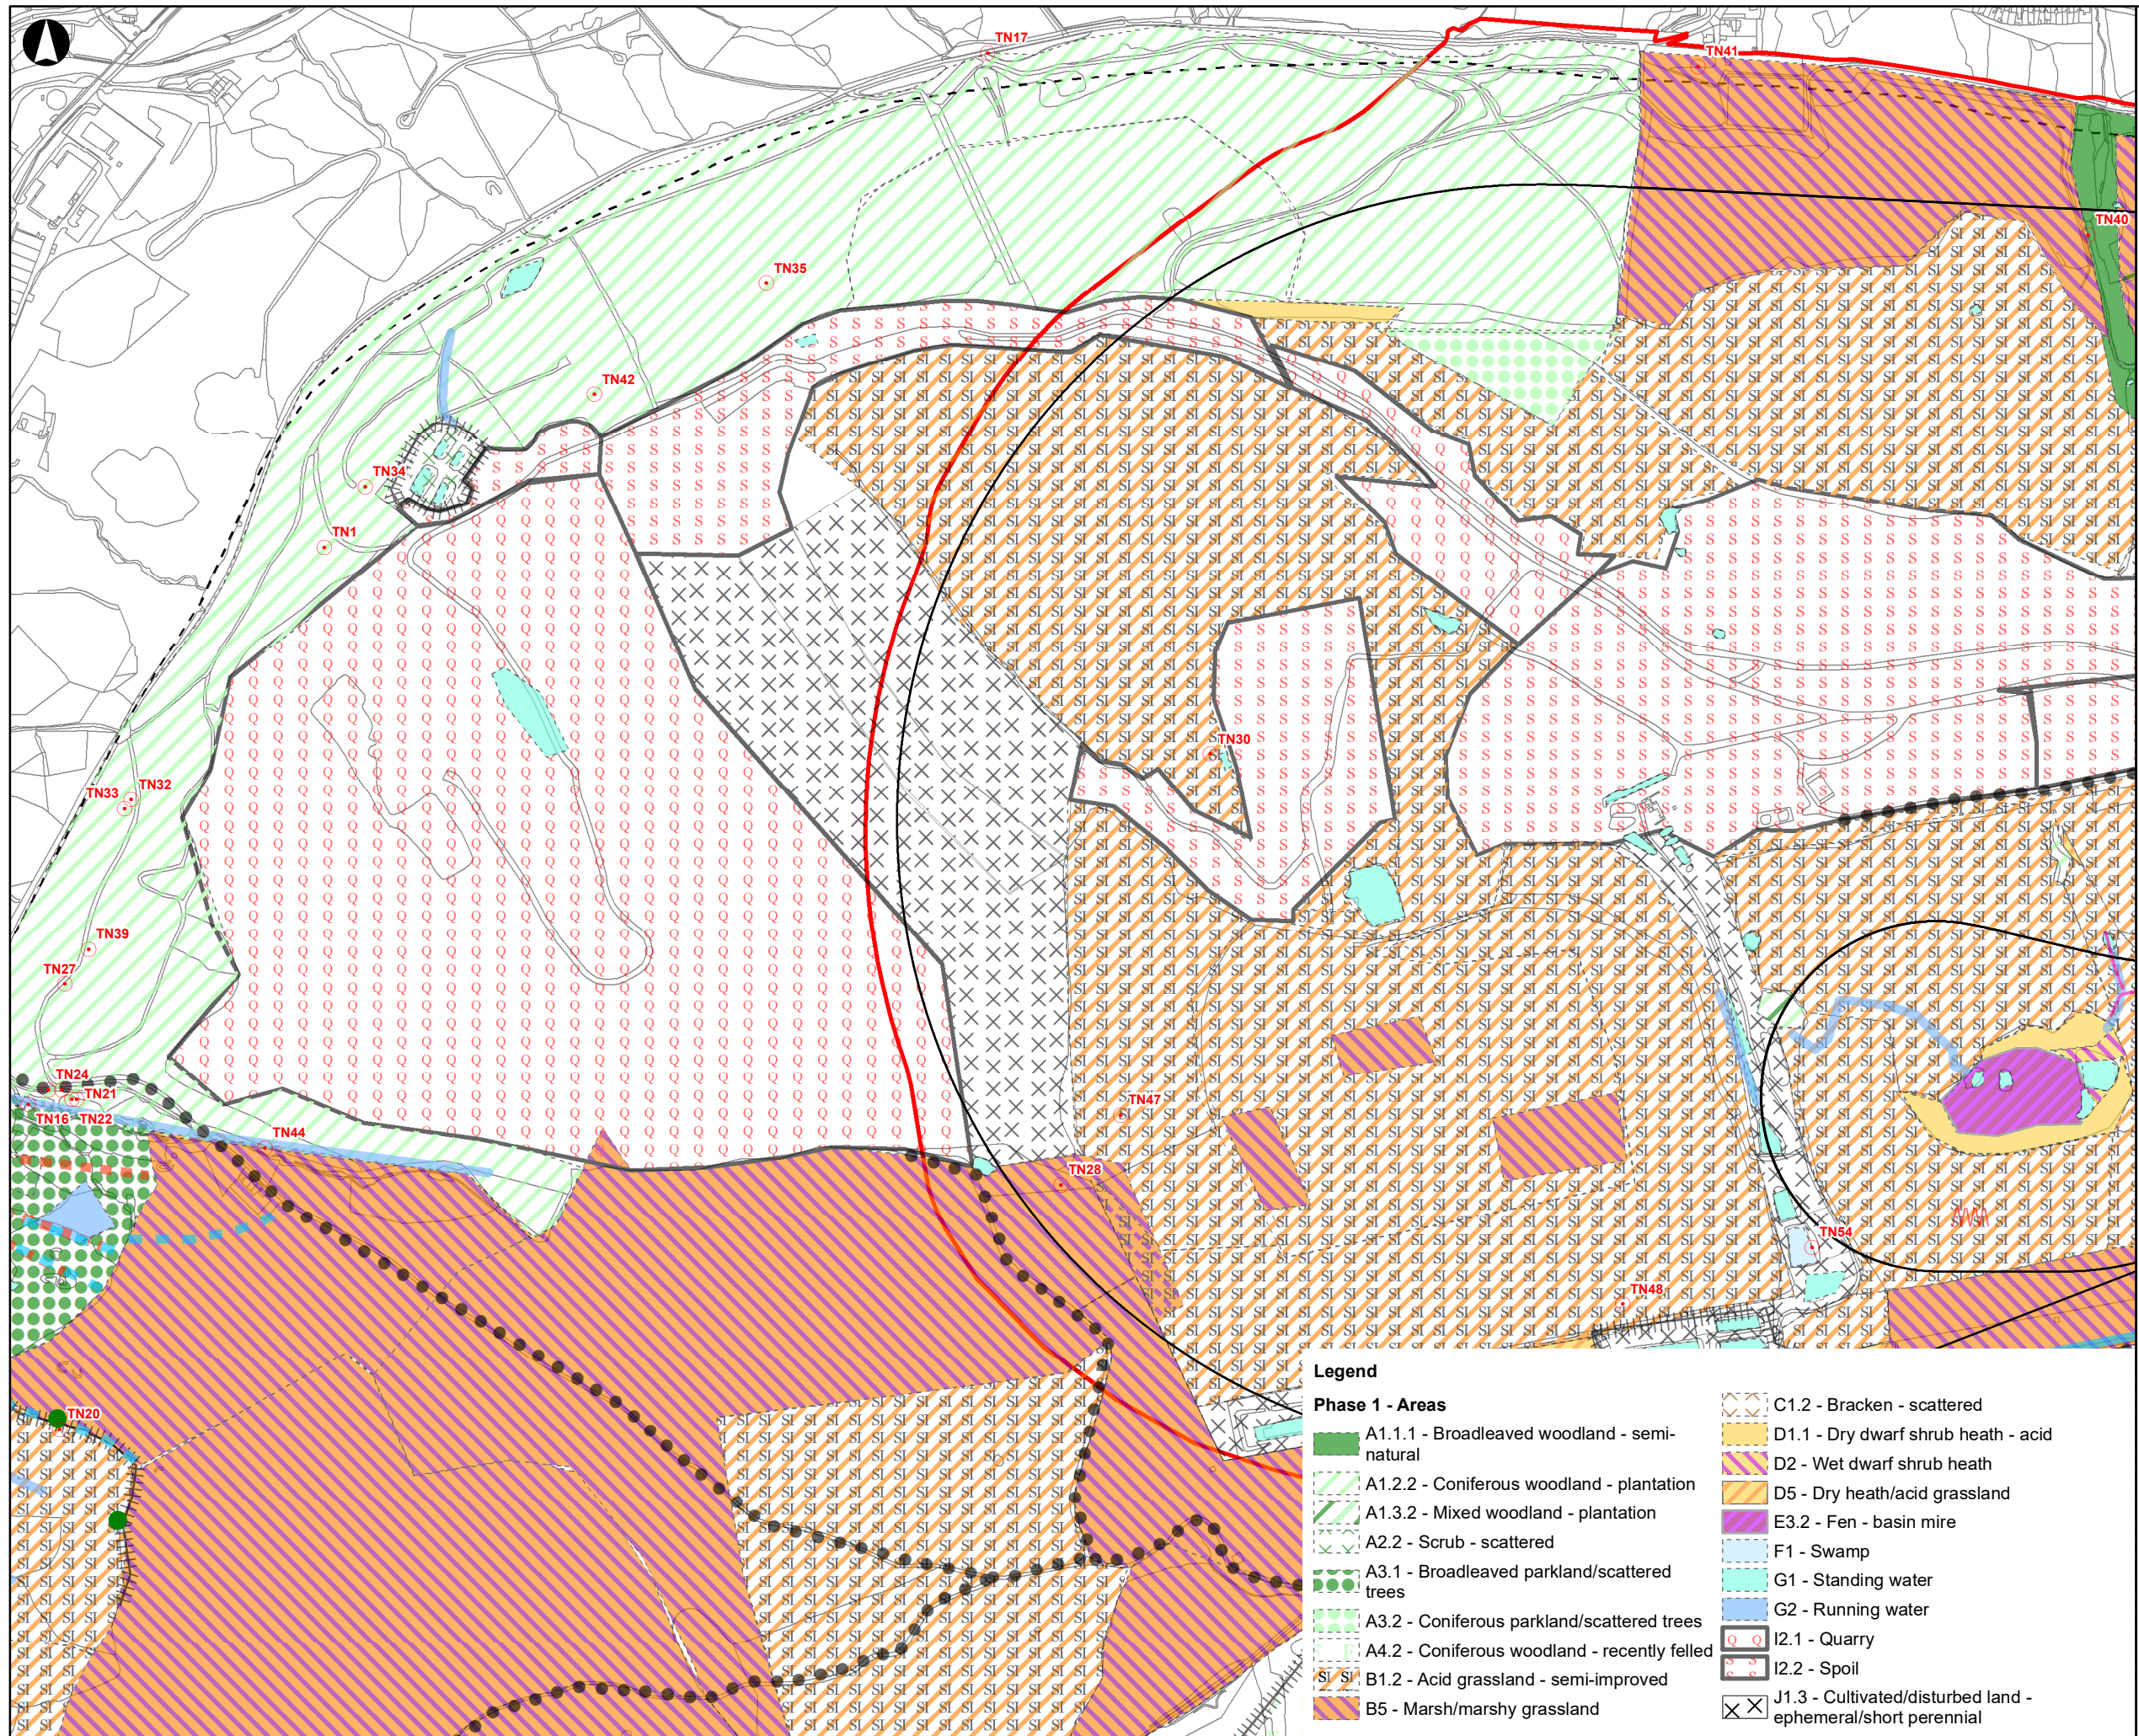 TN17
TN41
TN40
TN35
TN42
TN34
TN1
TN30
TN32
TN33
TN39
TN27
TN24
TN21
TN16
TN22
TN47
TN44
TN28
TN54
TN48
TN20
Legend
Phase 1 - Areas
A1.1.1 - Broadleaved woodland - semi-
natural
A1.2.2 - Coniferous woodland - plantation
A1.3.2 - Mixed woodland - plantation
A2.2 - Scrub - scattered
A3.1 - Broadleaved parkland/scattered
trees
A3.2 - Coniferous parkland/scattered trees
F A4.2 - Coniferous woodland - recently felled
SI SI B1.2 - Acid grassland - semi-improved
B5 - Marsh/marshy grassland
C1.2 - Bracken - scattered
D1.1 - Dry dwarf shrub heath - acid
D2 - Wet dwarf shrub heath
D5 - Dry heath/acid grassland
E3.2 - Fen - basin mire
F1 - Swamp
G1 - Standing water
G2 - Running water
Q Q I2.1 - Quarry
S S I2.2 - Spoil
J1.3 - Cultivated/disturbed land -
ephemeral/short perennial